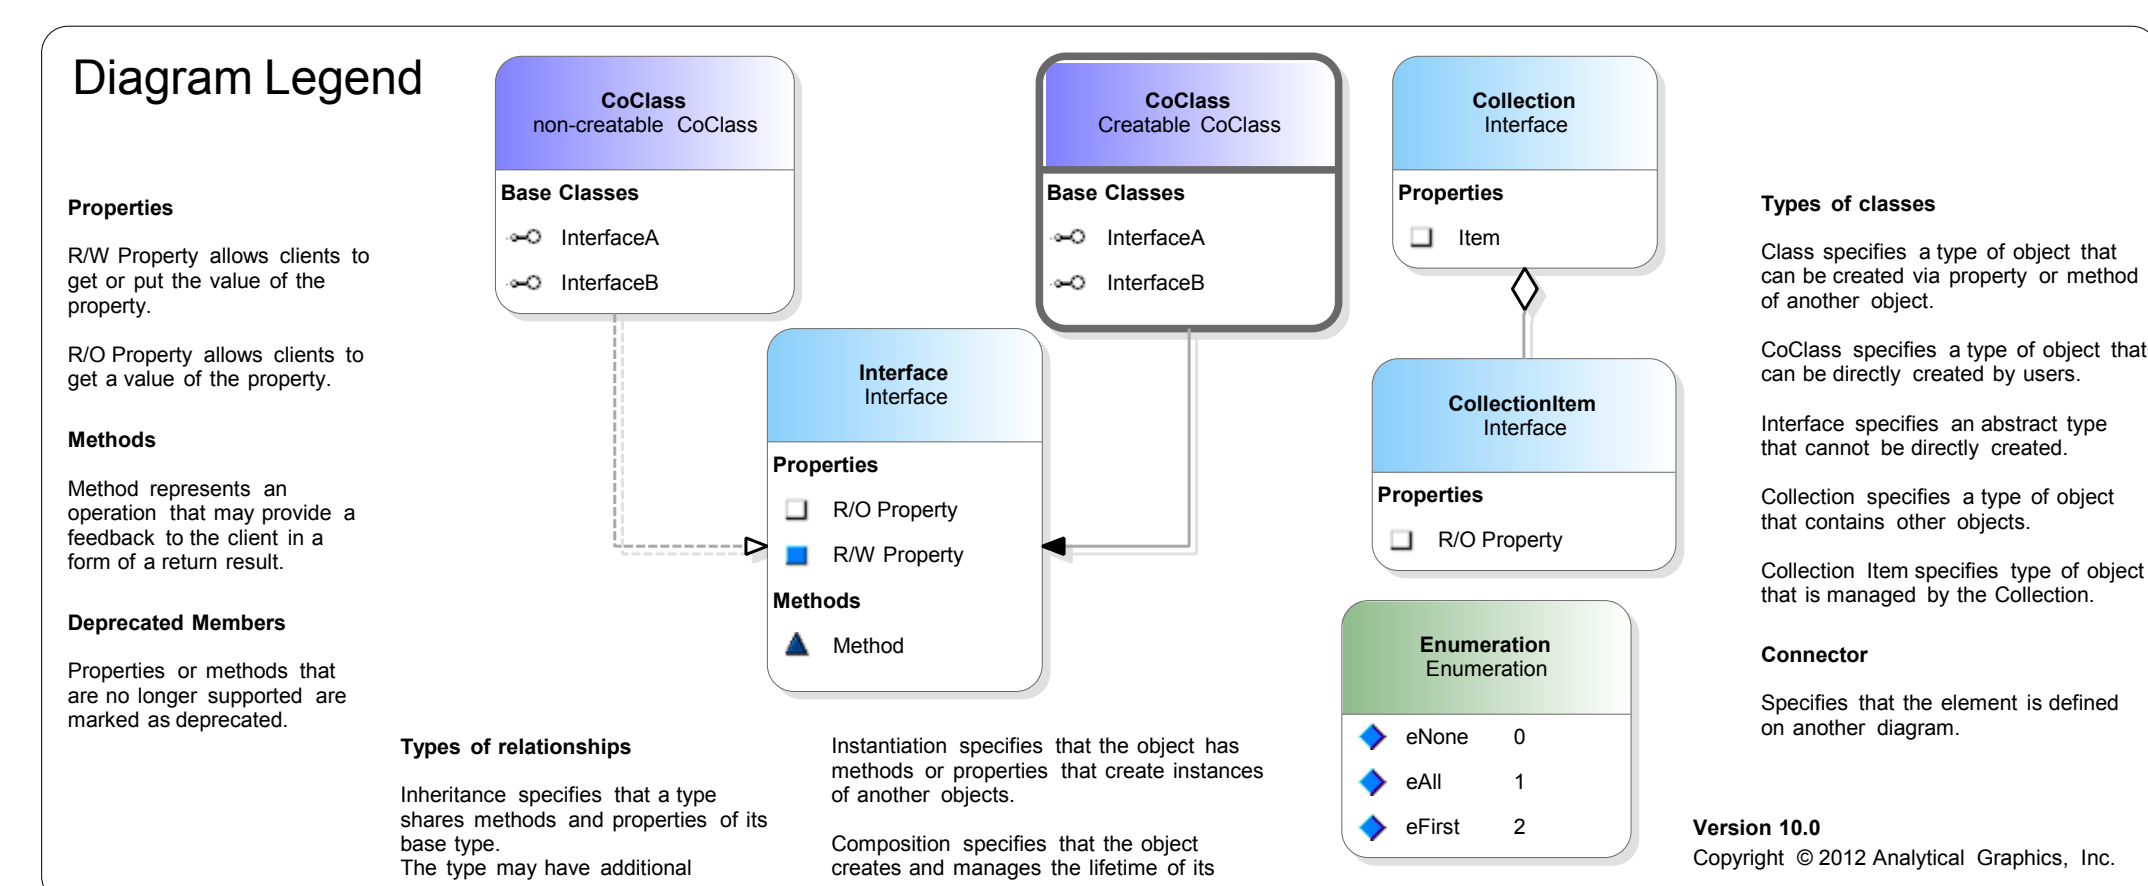 Diagram Legend
Properties
R/W Property allows clients to
get or put the value of the
property.
R/O Property allows clients to
get a value of the property.
Methods
Method represents an
operation that may provide a
feedback to the client in a
form of a return result.
Deprecated Members
Properties or methods that
are no longer supported are
marked as deprecated.
CoClass
non-creatable CoClass
Base Classes
InterfaceA
InterfaceB
CoClass
Creatable CoClass
Base Classes
InterfaceA
InterfaceB
Interface
Interface
Properties
R/O Property
R/W Property
Methods
Method
Collection
Interface
Properties
Item
CollectionItem
Interface
Properties
R/O Property
Enumeration
Enumeration
eNone 0
eAll 1
eFirst 2
Types of relationships
Inheritance specifies that a type
shares methods and properties of its
base type.
The type may have additional
Instantiation specifies that the object has
methods or properties that create instances
of another objects.
Composition specifies that the object
creates and manages the lifetime of its
Types of classes
Class specifies a type of object that
can be created via property or method
of another object.
CoClass specifies a type of object that
can be directly created by users.
Interface specifies an abstract type
that cannot be directly created.
Collection specifies a type of object
that contains other objects.
Collection Item specifies type of object
that is managed by the Collection.
Connector
Specifies that the element is defined
on another diagram.
Version 10.0
Copyright © 2012 Analytical Graphics, Inc.